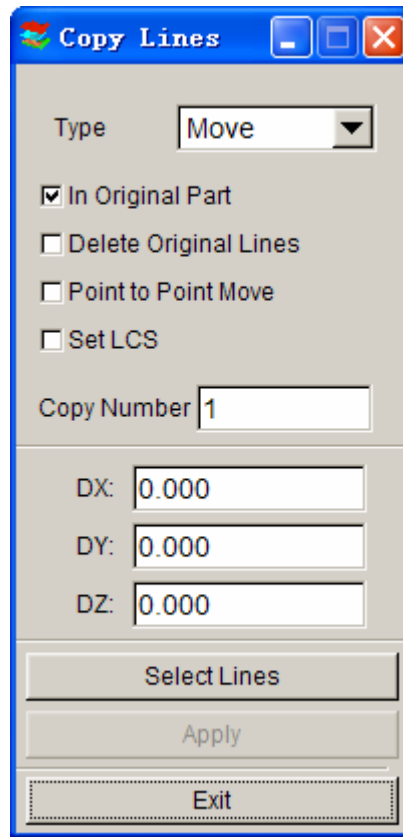 Copy Lines
Type Move
In Original Part
Delete Original Lines
Point to Point Move
Set LCS
Copy Number 1
DX: 0.000
DY: 0.000
DZ: 0.000
Select Lines
Apply
Exit